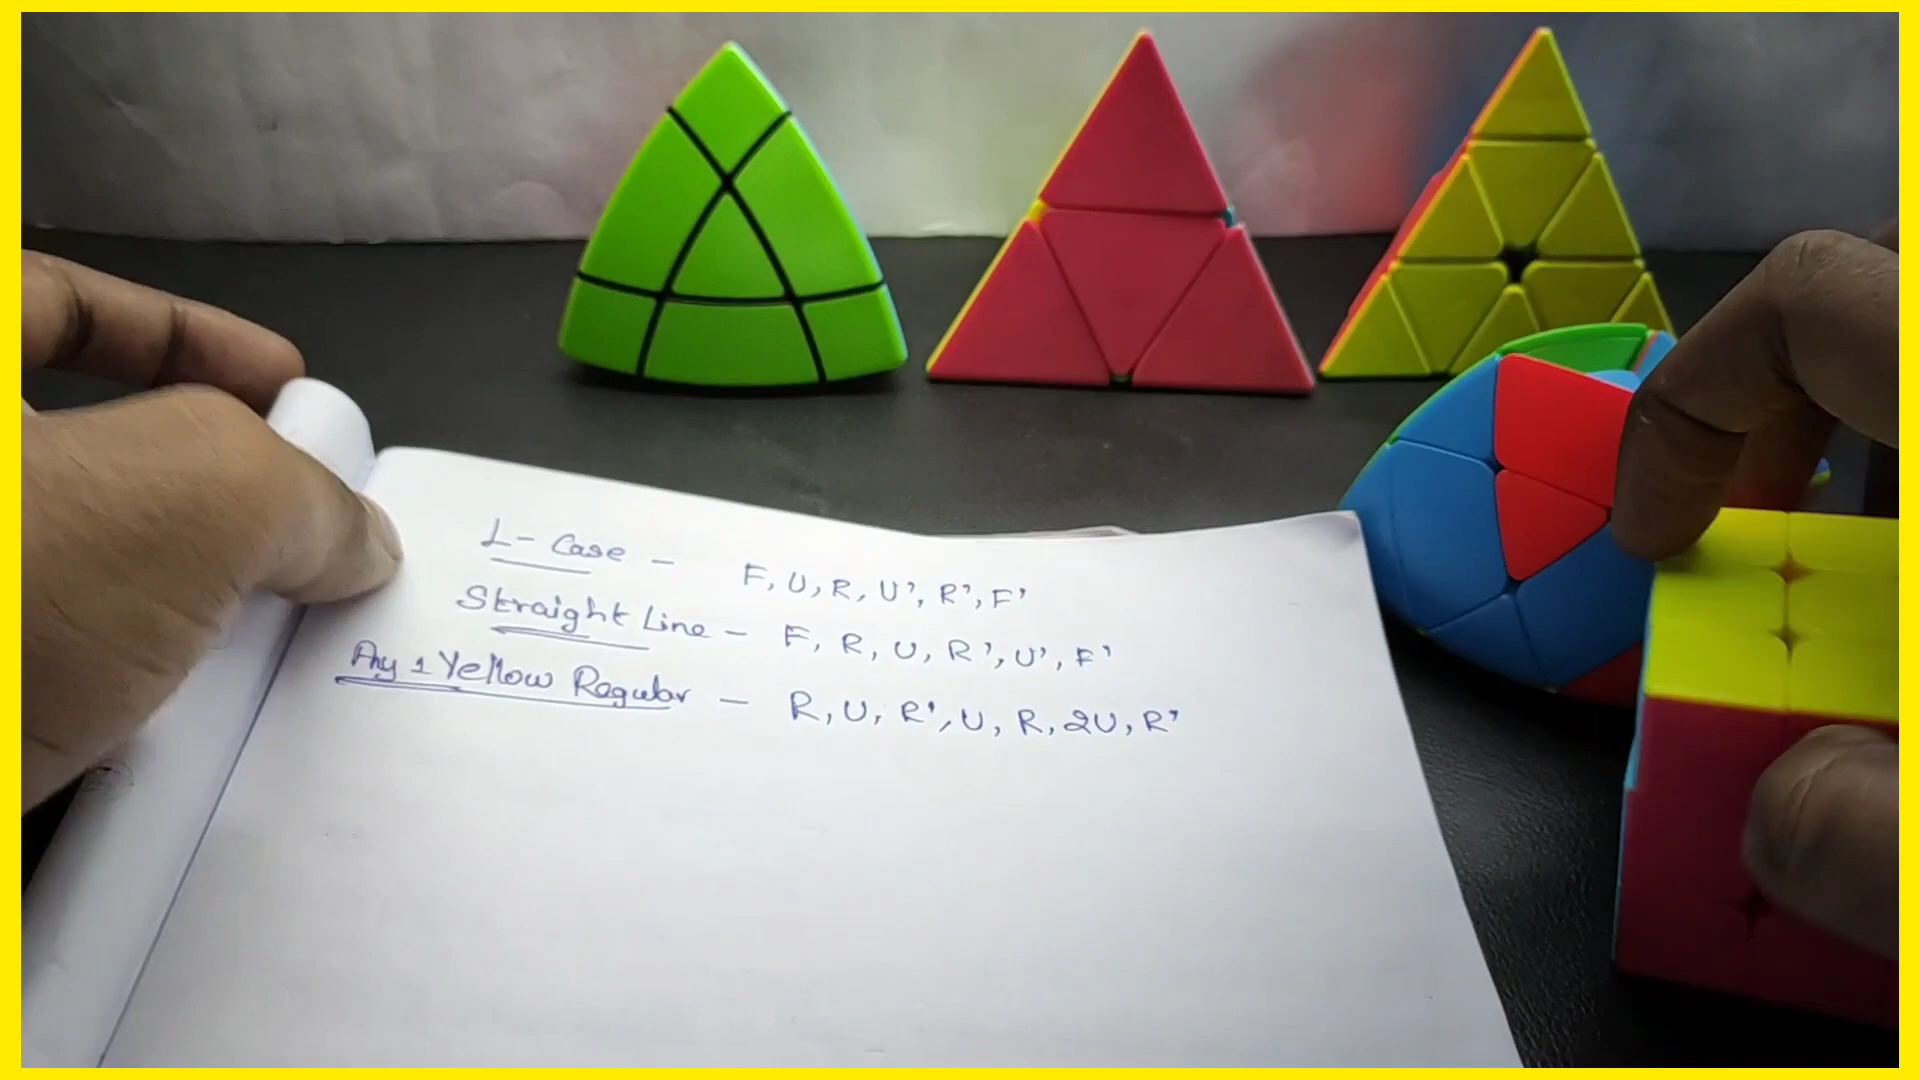 L- Case - F, U, R, U', R', F'
Straight Line - F, R, U, R', U', F'
Any 1 Yellow Regular - R, U, R', U, R, 2U, R'